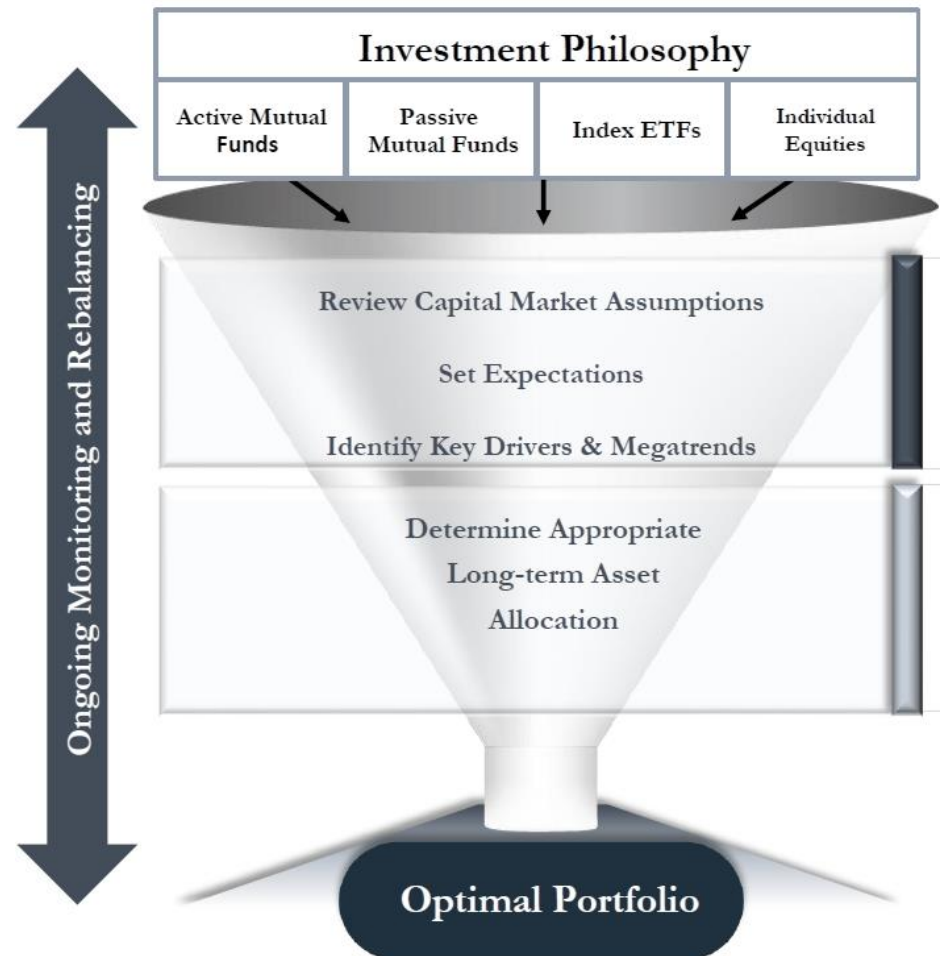 Investment Philosophy
Active Mutual
Funds
Passive
Mutual Funds
Index ETFs
Individual
Equities
Ongoing Monitoring and Rebalancing
Review Capital Market Assumptions
Set Expectations
Identify Key Drivers & Megatrends
Determine Appropriate
Long-term Asset
Allocation
Optimal Portfolio